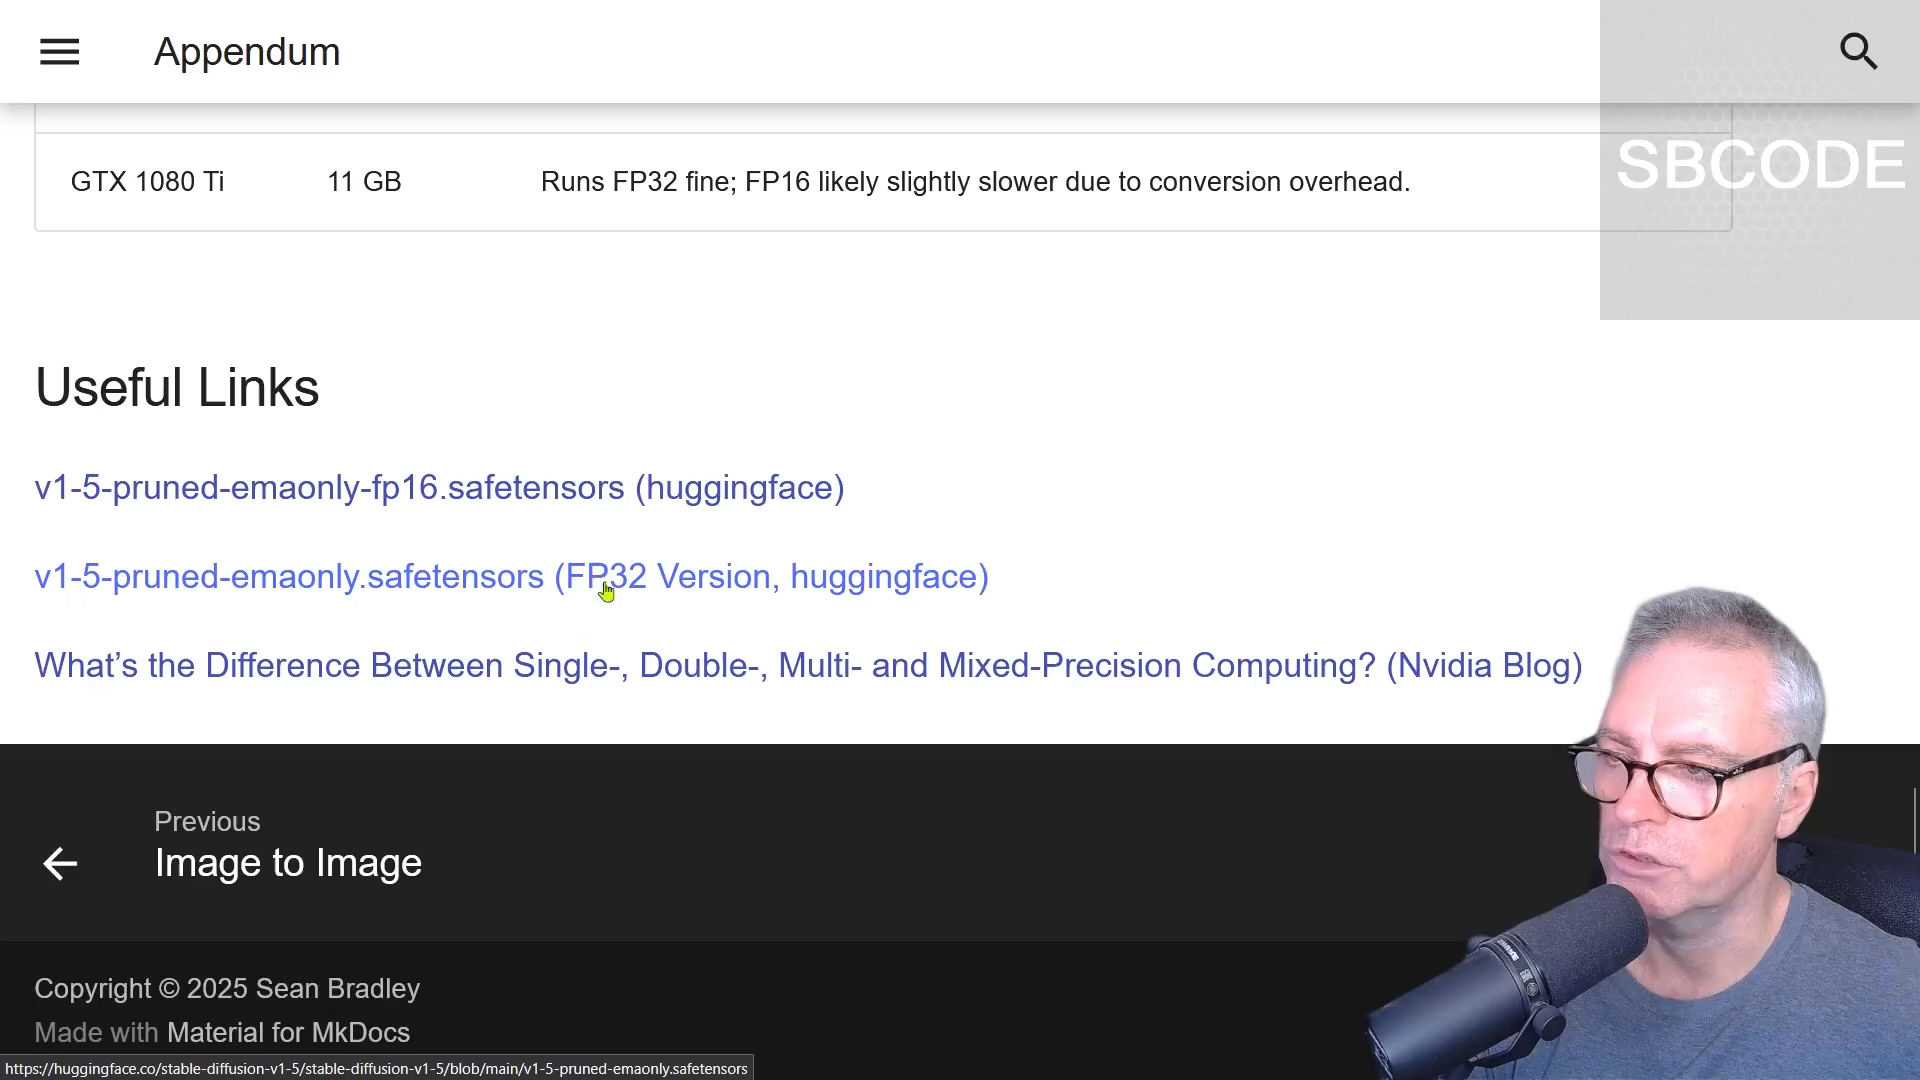 Appendum
SBCODE
GTX 1080 Ti 11 GB Runs FP32 fine; FP16 likely slightly slower due to conversion overhead.
Useful Links
v1-5-pruned-emaonly-fp16.safetensors (huggingface)
v1-5-pruned-emaonly.safetensors (FP32 Version, huggingface)
What’s the Difference Between Single-, Double-, Multi- and Mixed-Precision Computing? (Nvidia Blog)
Previous
Image to Image
Copyright © 2025 Sean Bradley
Made with Material for MkDocs
https://huggingface.co/stable-diffusion-v1-5/stable-diffusion-v1-5/blob/main/v1-5-pruned-emaonly.safetensors